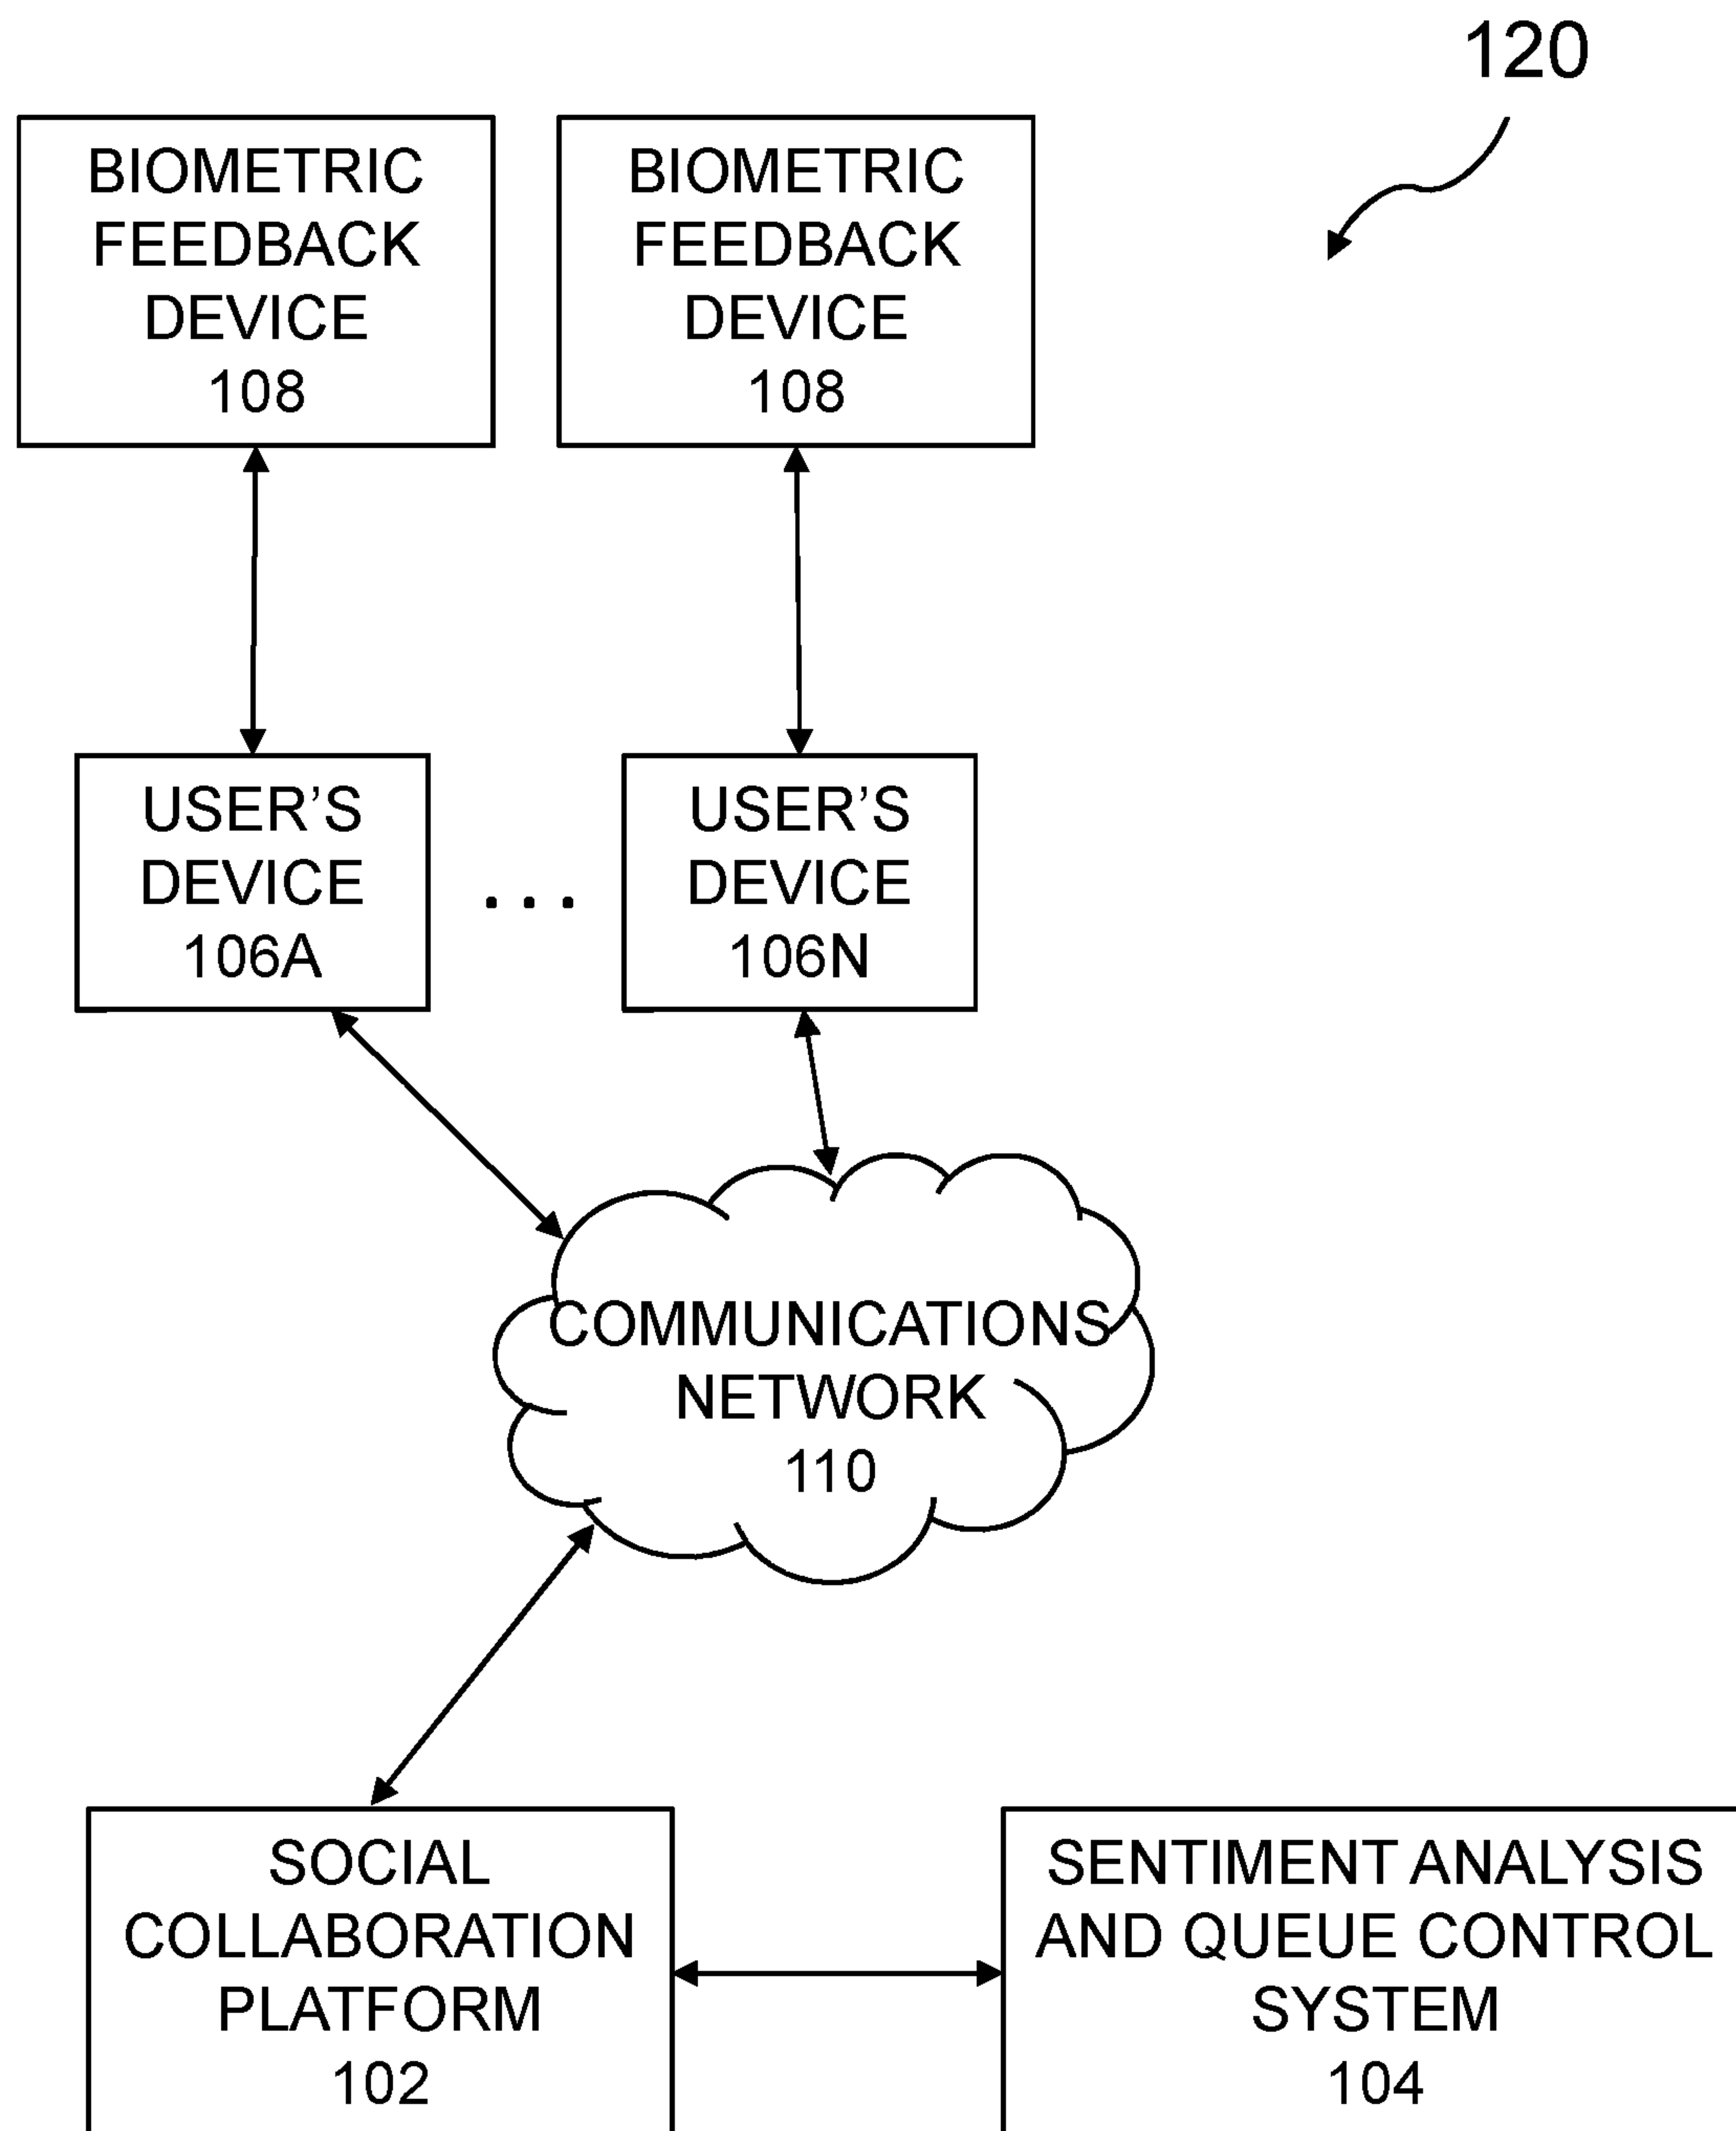 120
BIOMETRIC
FEEDBACK
DEVICE
108
BIOMETRIC
FEEDBACK
DEVICE
108
USER’S
DEVICE
106A
. . .
USER’S
DEVICE
106N
COMMUNICATIONS
NETWORK
110
SOCIAL
COLLABORATION
PLATFORM
102
SENTIMENT ANALYSIS
AND QUEUE CONTROL
SYSTEM
104